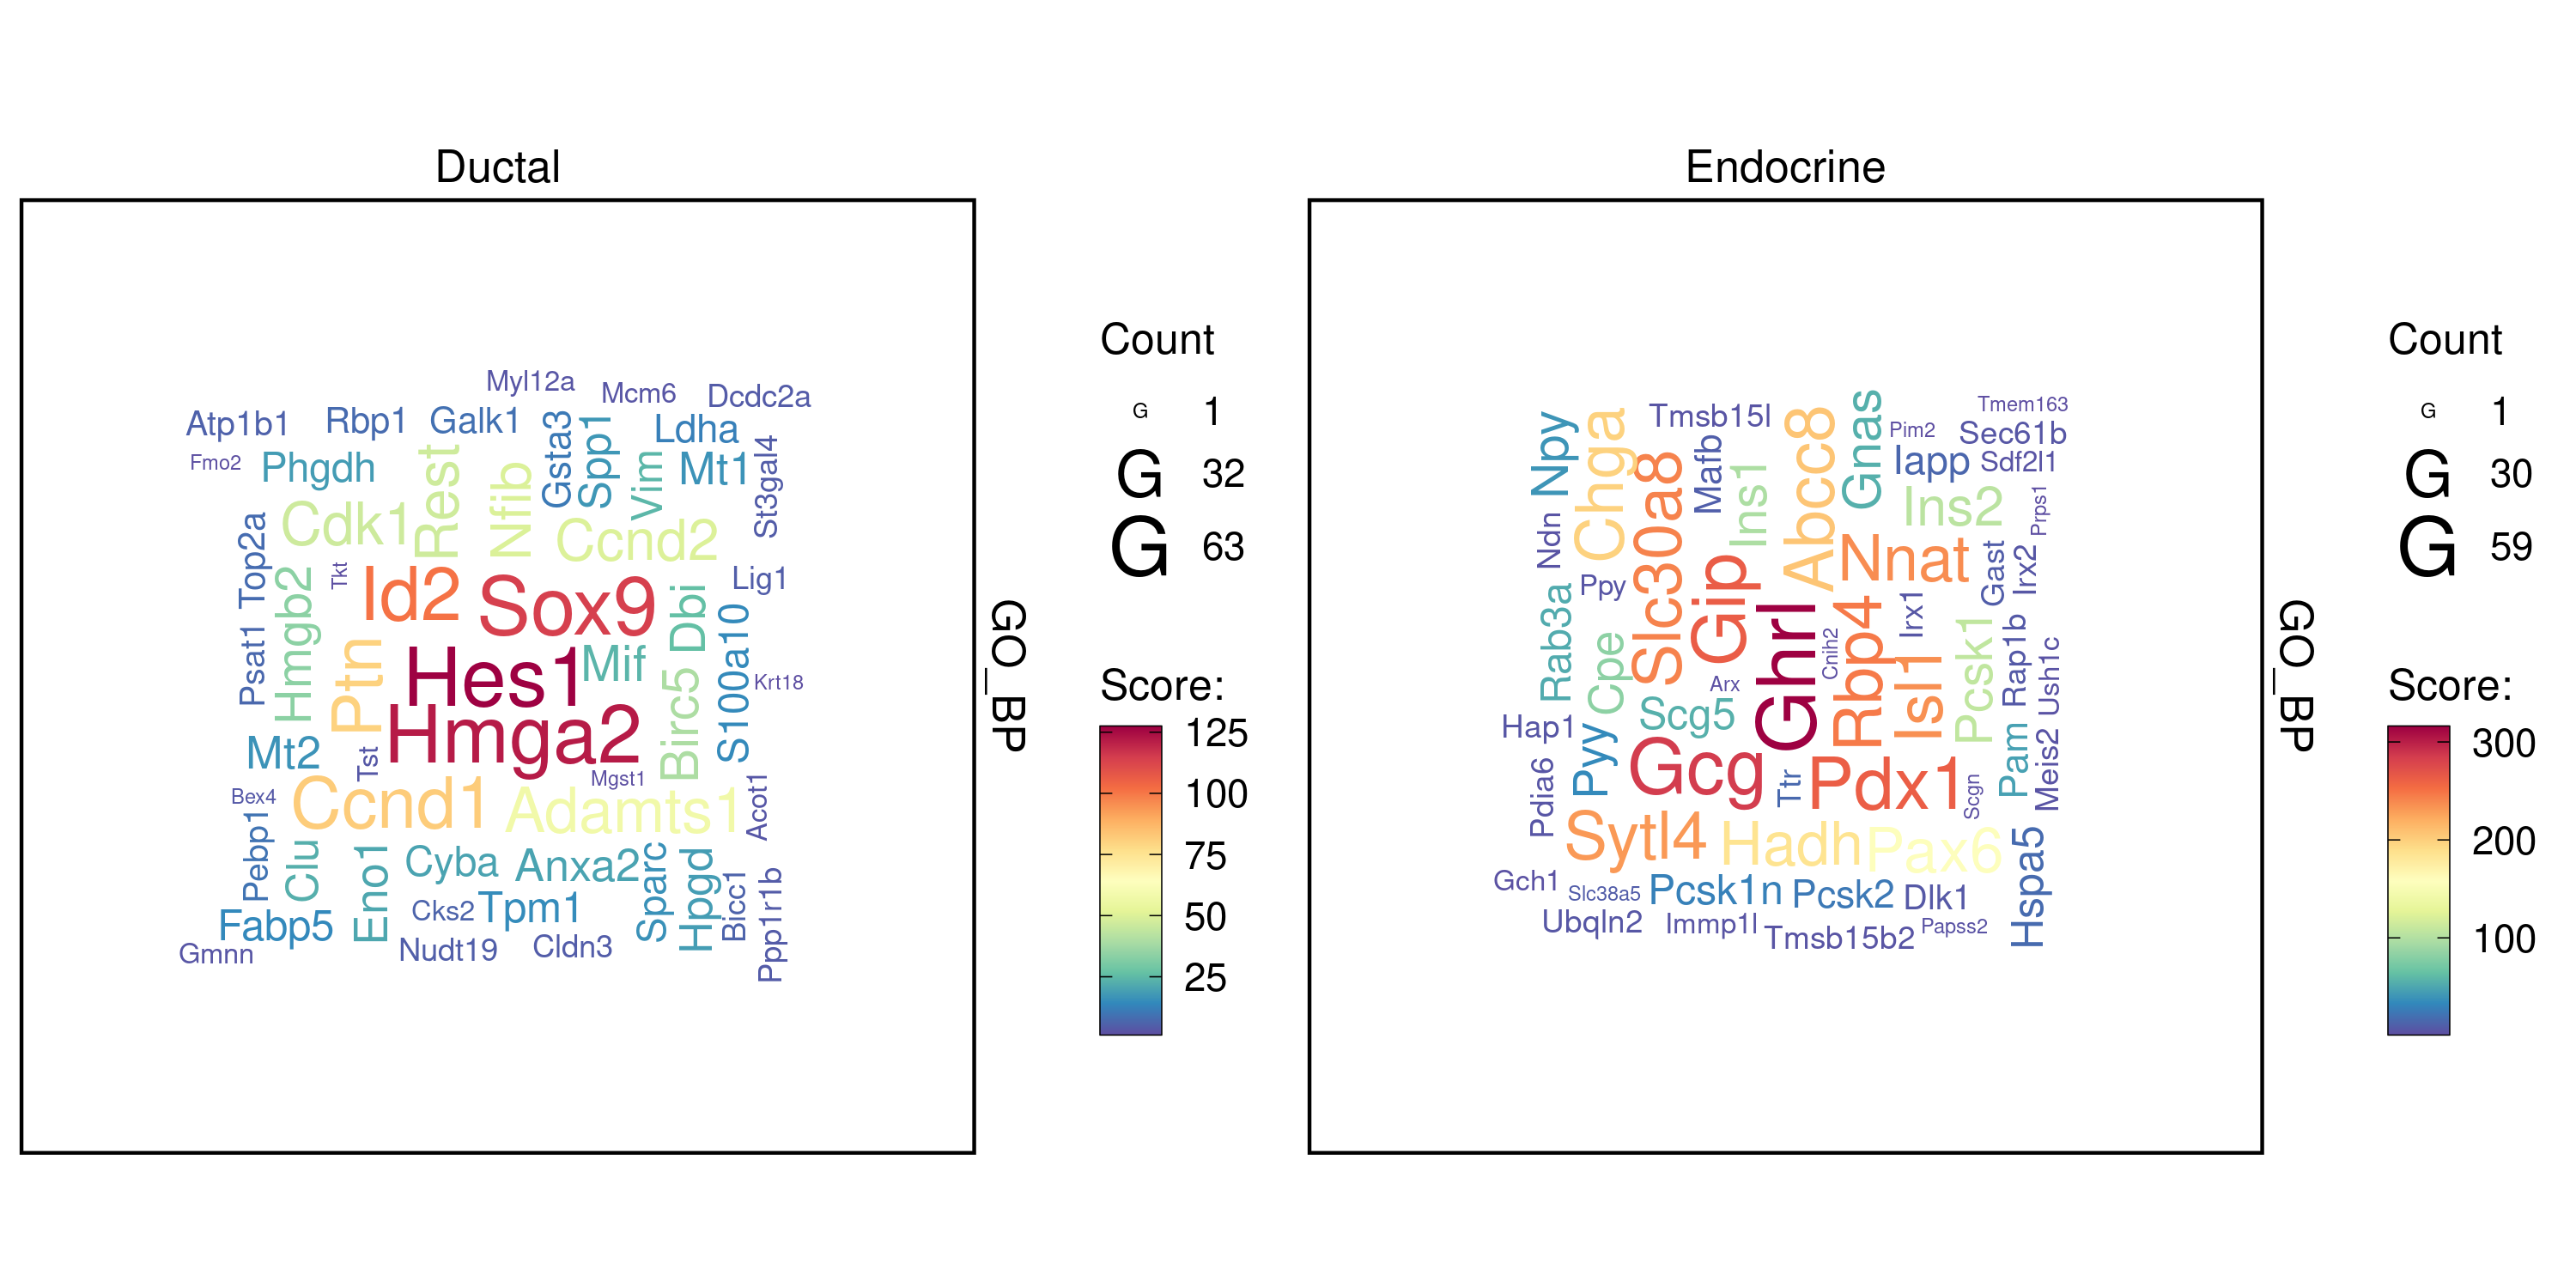 Ductal
Myl12a
Mcm6
Dcdc2a
Atp1b1
Rbp1
Galk1
Gsta3
Spp1
Ldha
Fmo2
Phgdh
Rest
Nfib
Vim
Mt1
St3gal4
Cdk1
Ccnd2
Top2a
Hmgb2
Tkt
Id2
Sox9
Dbi
Lig1
Psat1
Ptn
Hes1
Mif
Birc5
S100a10
Krt18
Hmga2
Mt2
Tst
Mgst1
Bex4
Ccnd1
Adamts1
Acot1
Pebp1
Clu
Eno1
Cyba
Anxa2
Sparc
Hpgd
Bicc1
Ppp1r1b
Fabp5
Cks2
Tpm1
Gmnn
Nudt19
Cldn3
GO_BP
Count
G 1
G 32
G 63
Score:
125
100
75
50
25
Endocrine
Npy
Chga
Tmsb15l
Abcc8
Gnas
Tmem163
Slc30a8
Mafb
Ins1
Pim2
Sec61b
Iapp
Sdf2l1
Ins2
Prps1
Ndn
Ppy
Gip
Nnat
Gast
Irx2
Rab3a
Cpe
Ghrl
Cnih2
Rbp4
Irx1
Isl1
Pcsk1
Rap1b
Ush1c
Arx
Scg5
Hap1
Pyy
Gcg
Ttr
Pdx1
Scgn
Pam
Meis2
Pdia6
Sytl4
Hadh
Pax6
Hspa5
Gch1
Slc38a5
Pcsk1n
Pcsk2
Dlk1
Ubqln2
Immp1l
Tmsb15b2
Papss2
GO_BP
Count
G 1
G 30
G 59
Score:
300
200
100